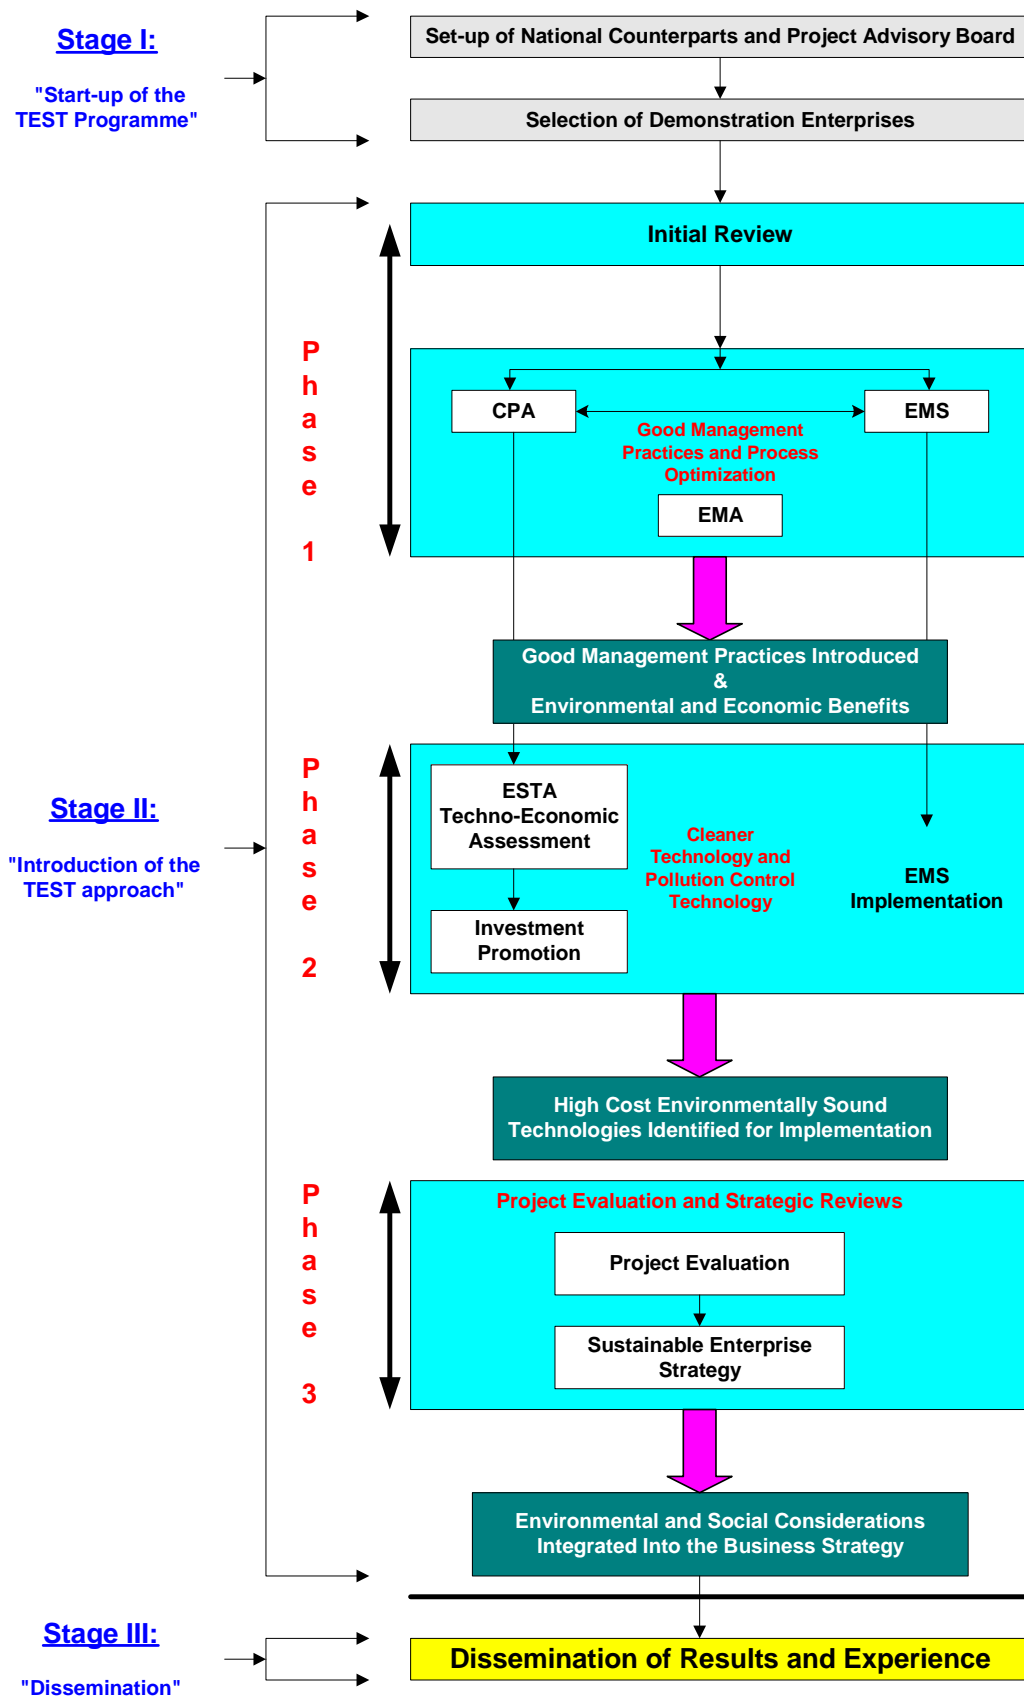 Stage I:
"Start-up of the
TEST Programme"
Set-up of National Counterparts and Project Advisory Board
Selection of Demonstration Enterprises
Stage II:
"Introduction of the
TEST approach"
Phase 1
Initial Review
CPA
EMS
Good Management
Practices and Process
Optimization
EMA
Good Management Practices Introduced
&
Environmental and Economic Benefits
Phase 2
ESTA
Techno-Economic
Assessment
Investment
Promotion
Cleaner
Technology and
Pollution Control
Technology
EMS
Implementation
High Cost Environmentally Sound
Technologies Identified for Implementation
Phase 3
Project Evaluation and Strategic Reviews
Project Evaluation
Sustainable Enterprise
Strategy
Environmental and Social Considerations
Integrated Into the Business Strategy
Stage III:
"Dissemination"
Dissemination of Results and Experience